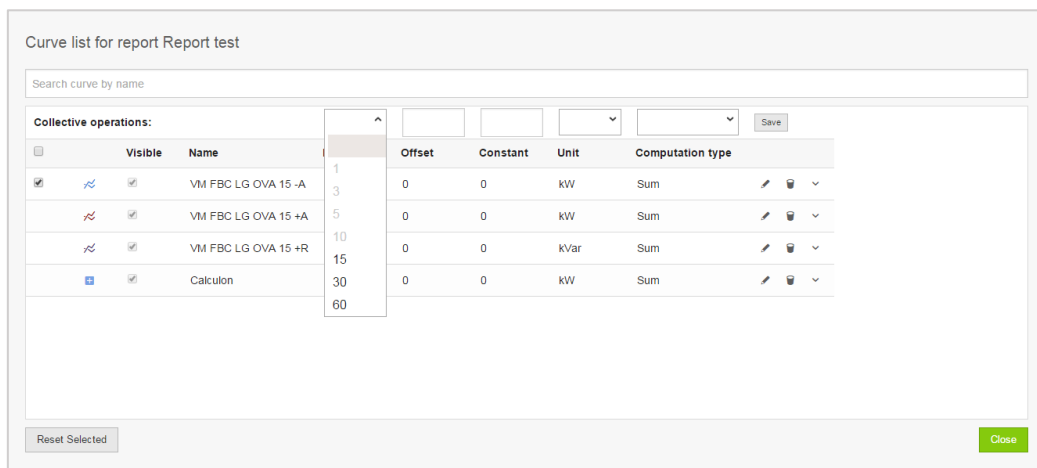 Curve list for report Report test
Search curve by name
Collective operations: Save
Visible Name Offset Constant Unit Computation type
1
3
5
10
15
30
60
VM FBC LG OVA 15 -A 0 0 kW Sum
VM FBC LG OVA 15 +A 0 0 kW Sum
VM FBC LG OVA 15 +R 0 0 kVar Sum
Calculon 0 0 kW Sum
Reset Selected Close